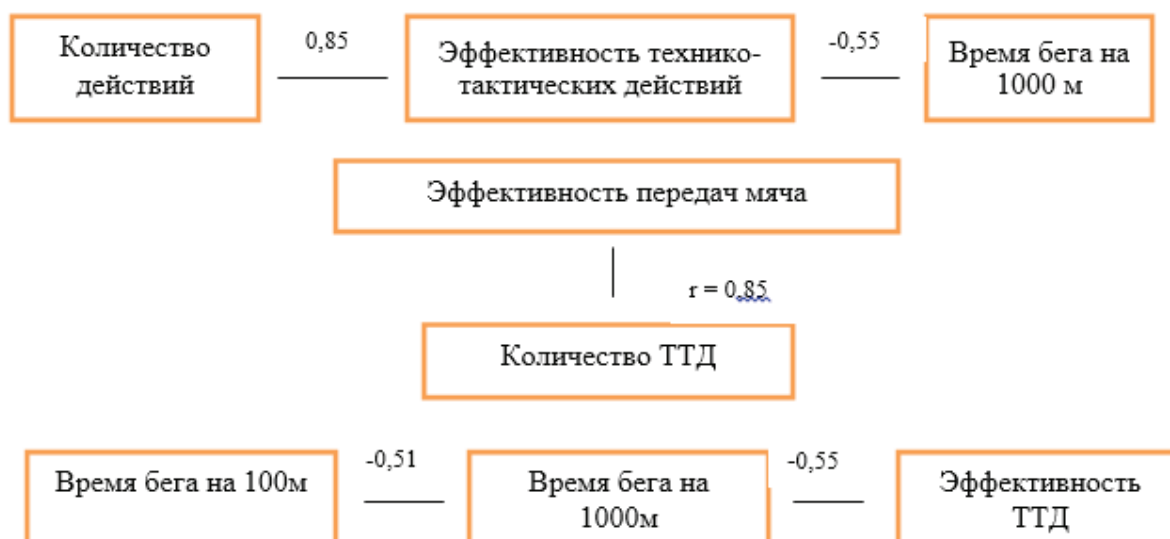 Количество
действий
0,85
Эффективность технико-
тактических действий
-0,55
Время бега на
1000 м
Эффективность передач мяча
r = 0,85
Количество ТТД
Время бега на 100м
-0,51
Время бега на
1000м
-0,55
Эффективность
ТТД